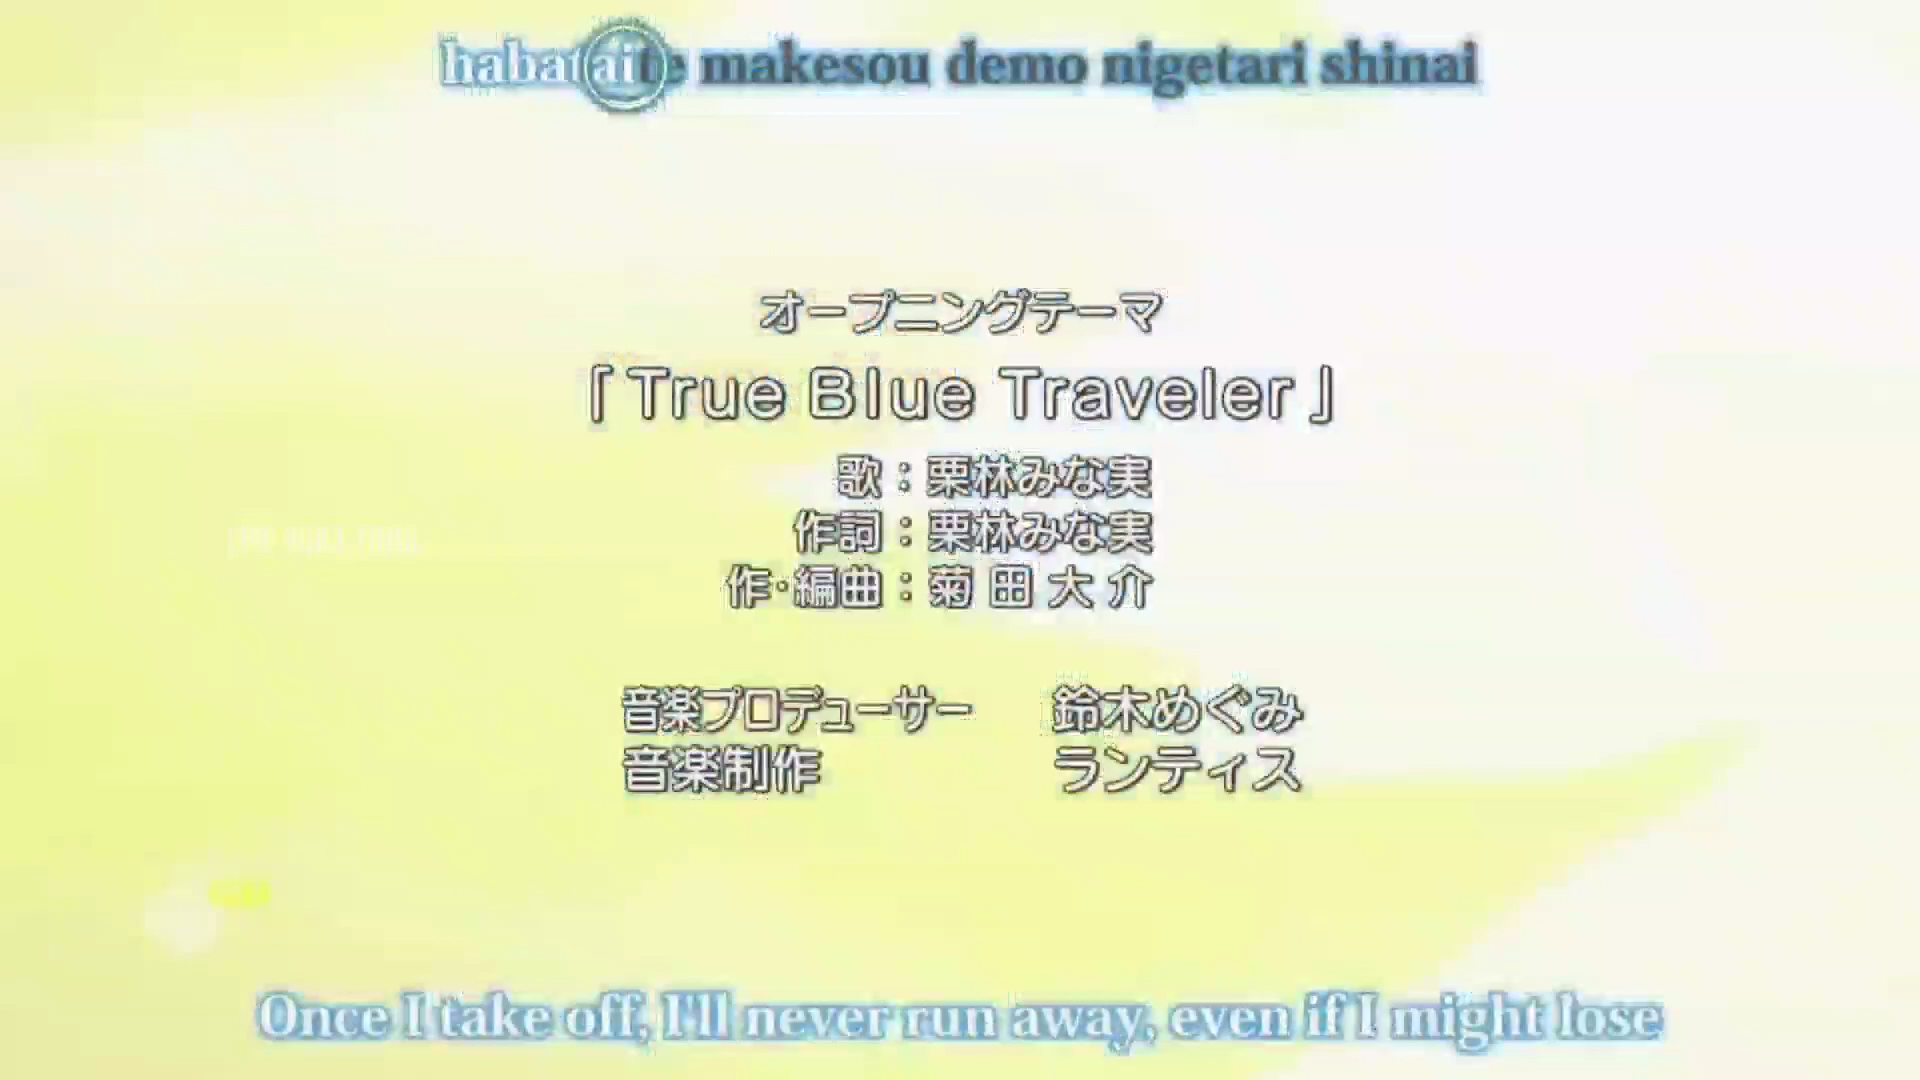 habataite makesou demo nigetari shinai
オープニングテーマ
「True Blue Traveler」
歌：栗林みな実
作詞：栗林みな実
作・編曲：菊田大介
音楽プロデューサー 鈴木めぐみ
音楽制作 ランティス
Once I take off, I'll never run away, even if I might lose